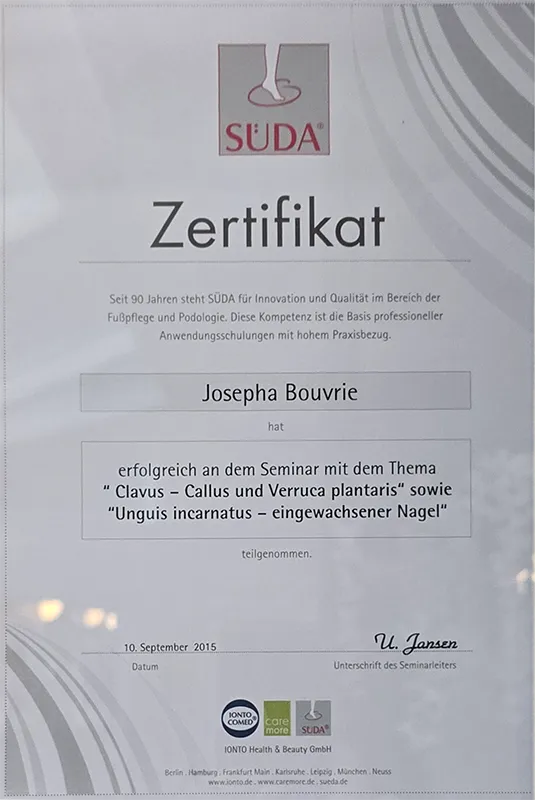 SÜDA®
Zertifikat
Seit 90 Jahren steht SÜDA für Innovation und Qualität im Bereich der
Fußpflege und Podologie. Diese Kompetenz ist die Basis professioneller
Anwendungsschulungen mit hohem Praxisbezug.
Josepha Bouvrie
hat
erfolgreich an dem Seminar mit dem Thema
“ Clavus – Callus und Verruca plantaris“ sowie
“Unguis incarnatus – eingewachsener Nagel“
teilgenommen.
10. September 2015
U. Jansen
Datum
Unterschrift des Seminarleiters
IONTO
COMED®
care
more
SÜDA®
IONTO Health & Beauty GmbH
Berlin . Hamburg . Frankfurt Main . Karlsruhe . Leipzig . München . Neuss
www.ionto.de . www.caremore.de . sueda.de